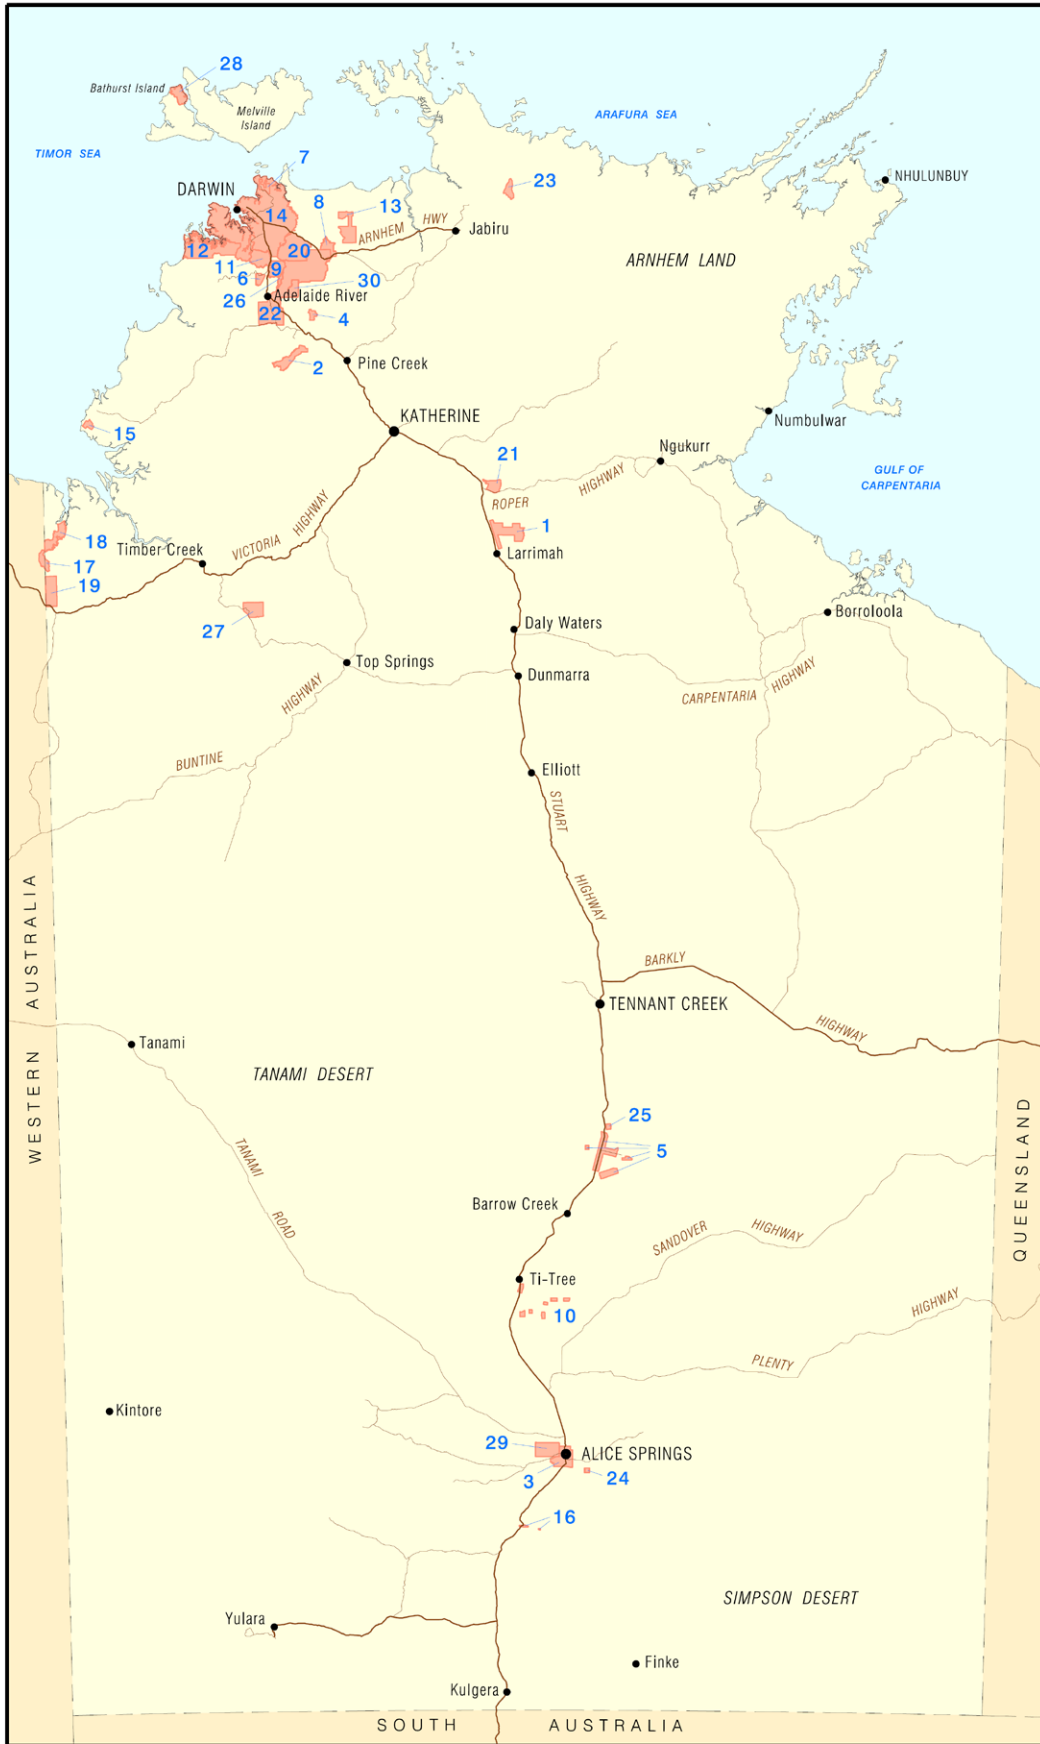 28
Bathurst Island
Melville
Island
ARAFURA SEA
TIMOR SEA
7
DARWIN
23
NHULUNBUY
8
13
14
HWY
ARNHEM
Jabiru
12
20
11
9
ARNHEM LAND
6
30
26
Adelaide River
22
4
2
Pine Creek
KATHERINE
Numbulwar
15
21
Ngukurr
GULF OF
CARPENTARIA
HIGHWAY
ROPER
HIGHWAY
1
18
VICTORIA
Timber Creek
Larrimah
17
19
Borroloola
27
Daly Waters
Top Springs
Dunmarra
HIGHWAY
HIGHWAY
CARPENTARIA
BUNTINE
Elliott
STUART
HIGHWAY
WESTERN AUSTRALIA
BARKLY
TENNANT CREEK
HIGHWAY
Tanami
TANAMI DESERT
25
TANAMI
5
QUEENSLAND
Barrow Creek
ROAD
SANDOVER
HIGHWAY
Ti-Tree
HIGHWAY
10
PLENTY
Kintore
29
ALICE SPRINGS
3
24
16
SIMPSON DESERT
Yulara
Finke
Kulgera
SOUTH AUSTRALIA